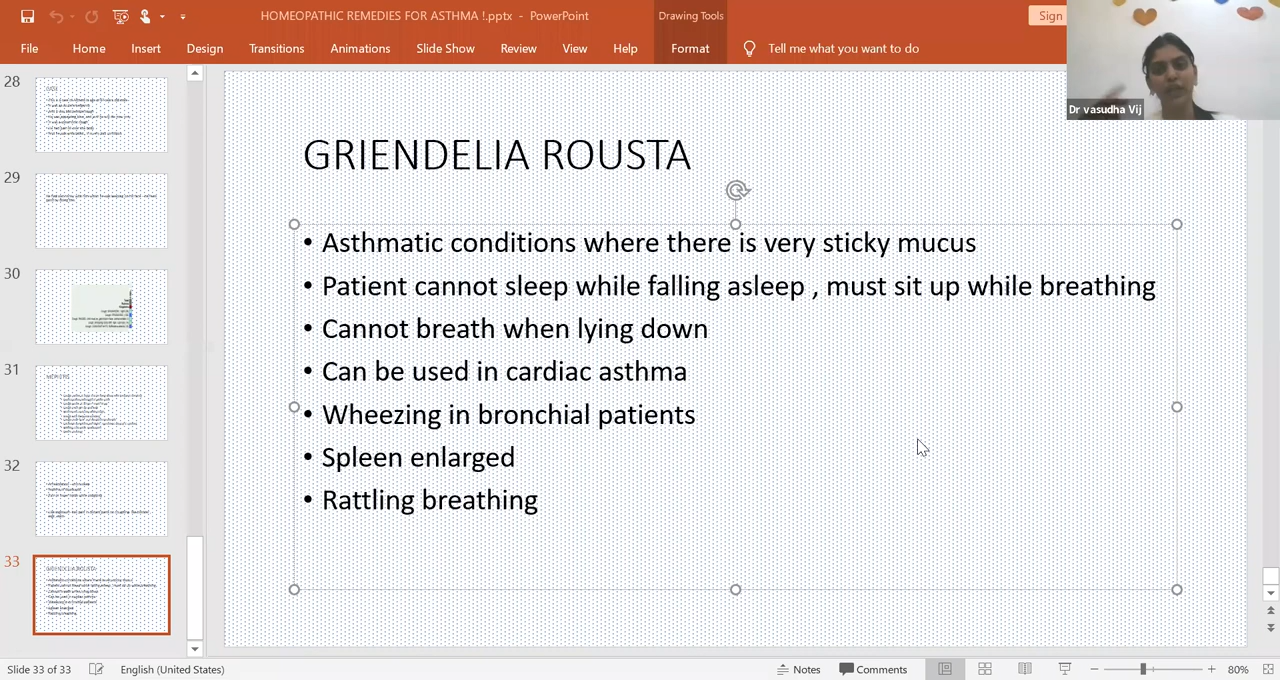 HOMEOPATHIC REMEDIES FOR ASTHMA !.pptx - PowerPoint
Drawing Tools
Sign
File Home Insert Design Transitions Animations Slide Show Review View Help Format Tell me what you want to do
Dr vasudha Vij
28
29
30
31
32
33
GRIENDELIA ROUSTA
• Asthmatic conditions where there is very sticky mucus
• Patient cannot sleep while falling asleep , must sit up while breathing
• Cannot breath when lying down
• Can be used in cardiac asthma
• Wheezing in bronchial patients
• Spleen enlarged
• Rattling breathing
Slide 33 of 33 English (United States) Notes Comments 80%